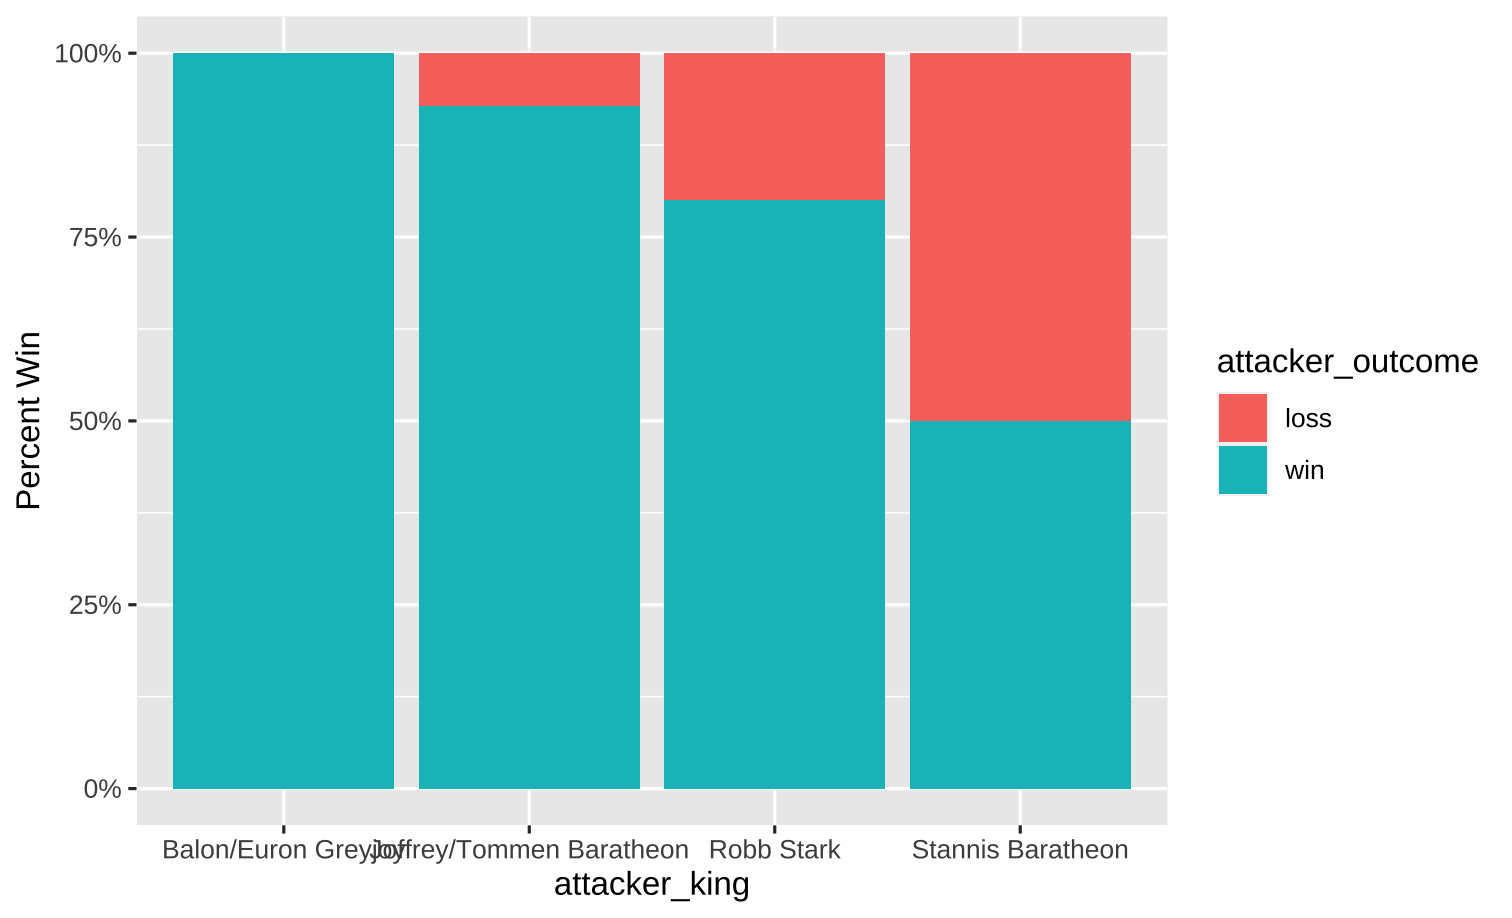 100%
75%
50%
25%
0%
Percent Win
Balon/Euron Greyjoy
Joffrey/Tommen Baratheon
Robb Stark
Stannis Baratheon
attacker_king
attacker_outcome
loss
win